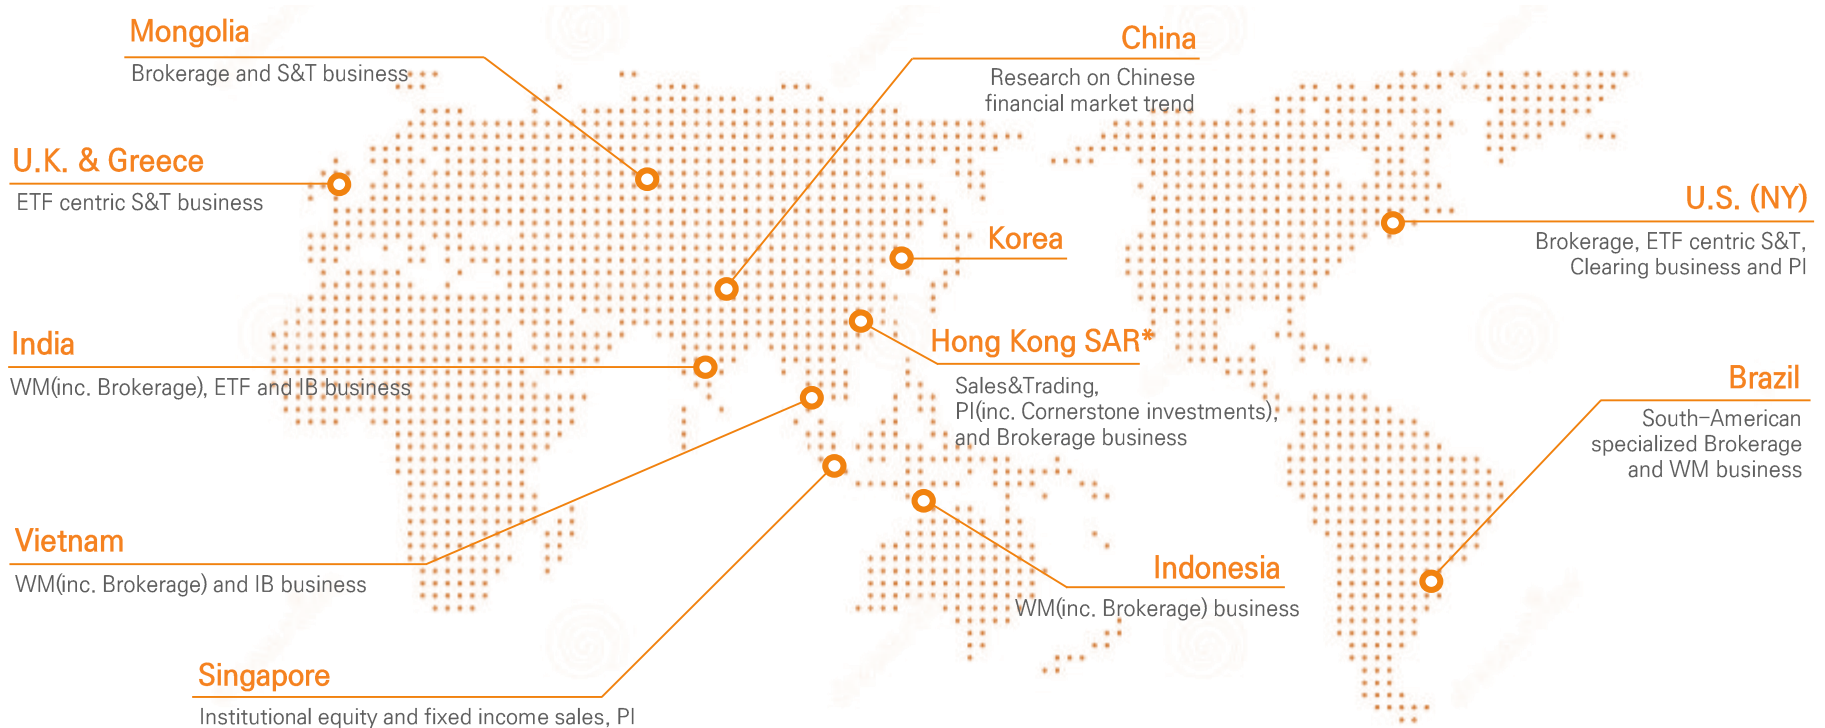 Mongolia
Brokerage and S&T business
China
Research on Chinese
financial market trend
U.K. & Greece
ETF centric S&T business
U.S. (NY)
Brokerage, ETF centric S&T,
Clearing business and PI
Korea
India
WM(inc. Brokerage), ETF and IB business
Hong Kong SAR*
Sales&Trading,
PI(inc. Cornerstone investments),
and Brokerage business
Brazil
South-American
specialized Brokerage
and WM business
Vietnam
WM(inc. Brokerage) and IB business
Indonesia
WM(inc. Brokerage) business
Singapore
Institutional equity and fixed income sales, PI